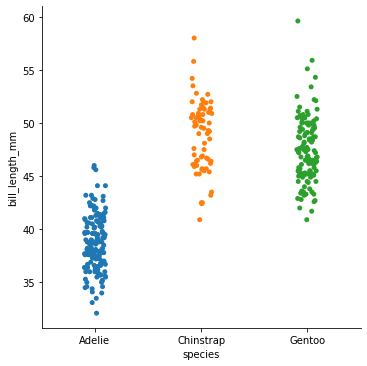 60
55
50
45
40
35
bill_length_mm
Adelie
Chinstrap
Gentoo
species